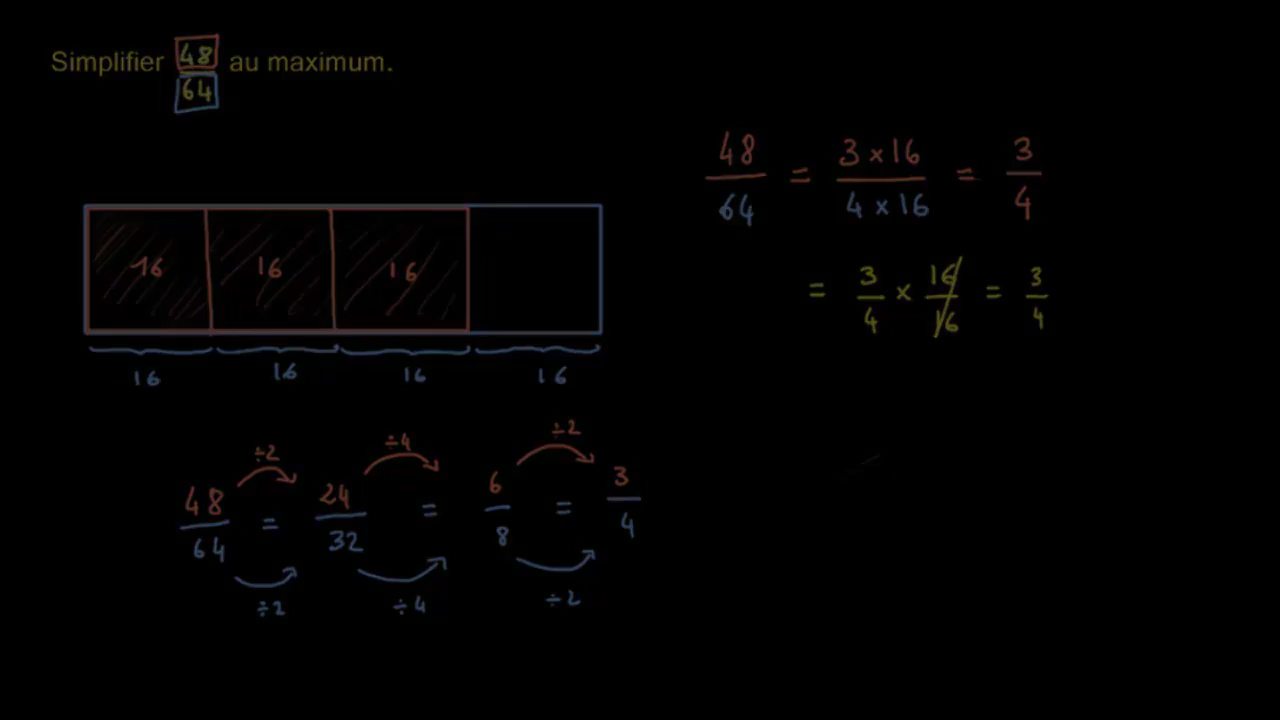 Simplifier 48/64 au maximum.
48/64 = 3 × 16/4 × 16 = 3/4
= 3/4 × 16/16 = 3/4
16 16 16
16 16 16 16
÷2 ÷4 ÷2
48/64 = 24/32 = 6/8 = 3/4
÷2 ÷4 ÷2